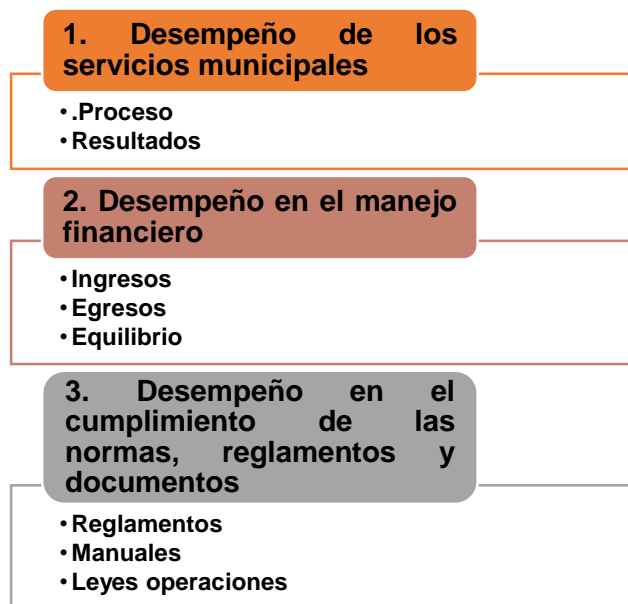 1. Desempeño de los
servicios municipales
• .Proceso
• Resultados
2. Desempeño en el manejo
financiero
• Ingresos
• Egresos
• Equilibrio
3. Desempeño en el
cumplimiento de las
normas, reglamentos y
documentos
• Reglamentos
• Manuales
• Leyes operaciones